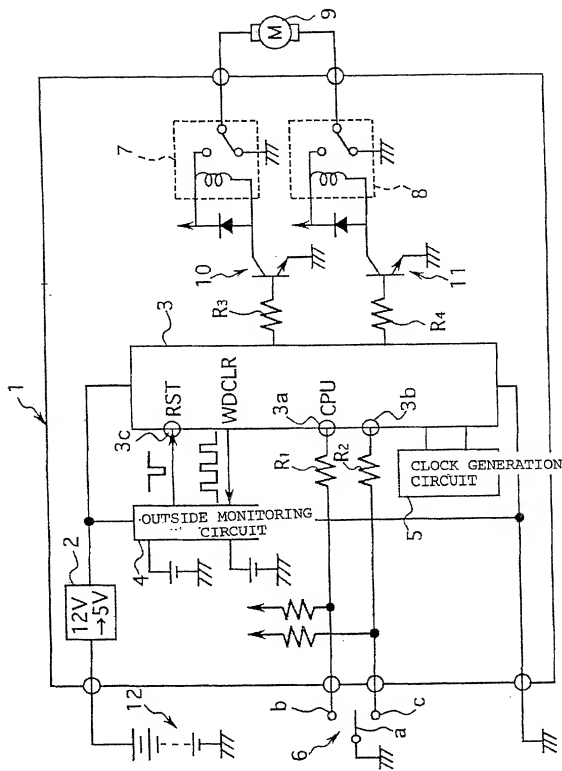 1
12V
→5V
2
12
3
3c
RST
WDCLR
3a
CPU
3b
OUTSIDE MONITORING
CIRCUIT
4
CLOCK GENERATION
CIRCUIT
5
R1
R2
R3
R4
10
11
7
8
M
9
b
c
a
6